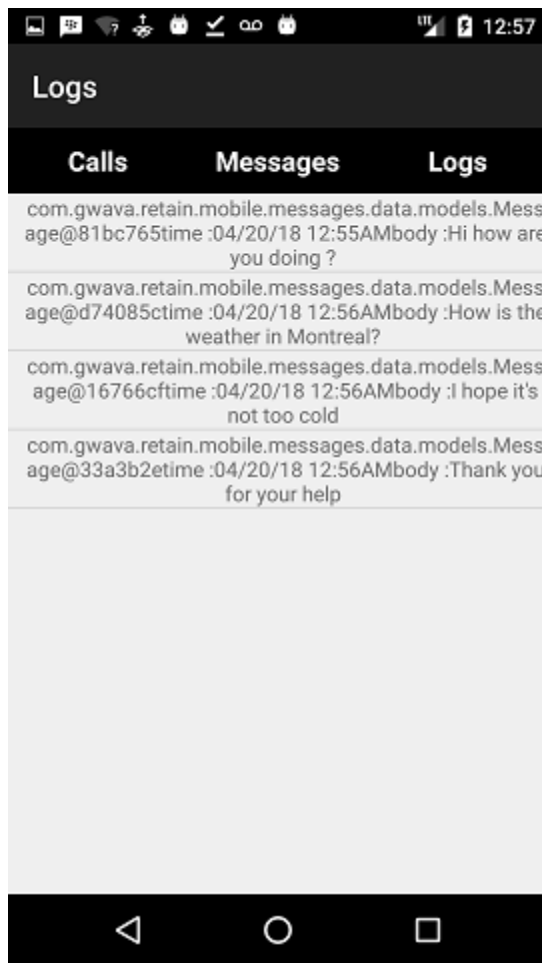 LTE 12:57
Logs
Calls Messages Logs
com.gwava.retain.mobile.messages.data.models.Mess
age@81bc765time :04/20/18 12:55AMbody :Hi how are
you doing ?
com.gwava.retain.mobile.messages.data.models.Mess
age@d74085ctime :04/20/18 12:56AMbody :How is the
weather in Montreal?
com.gwava.retain.mobile.messages.data.models.Mess
age@16766cftime :04/20/18 12:56AMbody :I hope it's
not too cold
com.gwava.retain.mobile.messages.data.models.Mess
age@33a3b2etime :04/20/18 12:56AMbody :Thank you
for your help